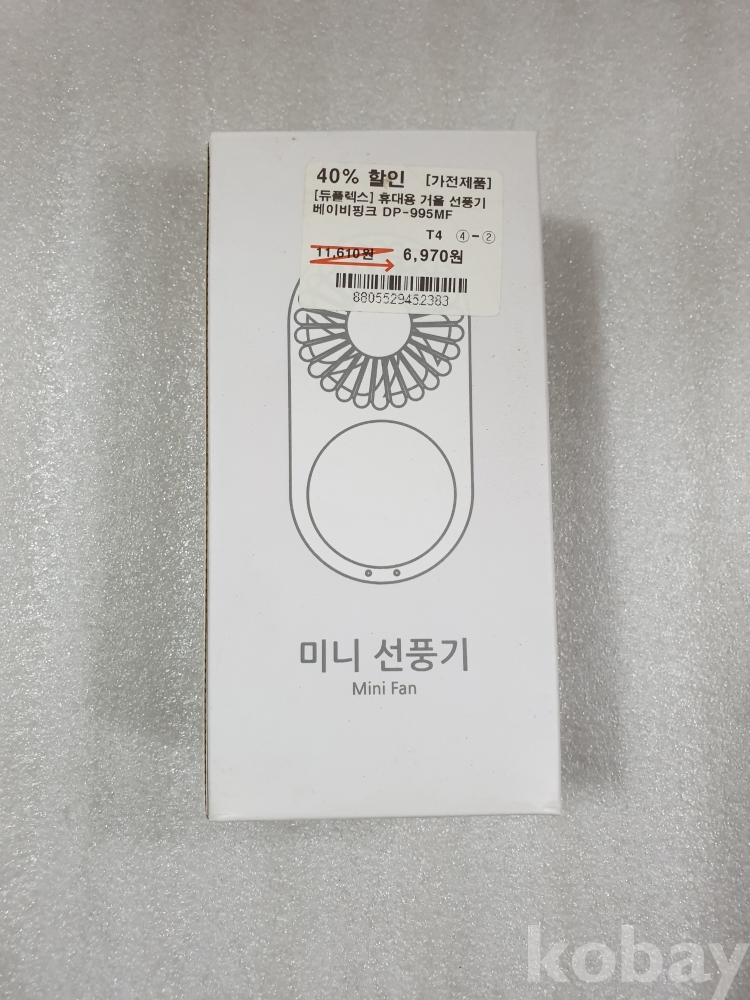 40% 할인 [가전제품]
[듀플렉스] 휴대용 거울 선풍기
베이비핑크 DP-995MF
T4 ④-②
11,610원 6,970원
8805529452383
미니 선풍기
Mini Fan
kobay